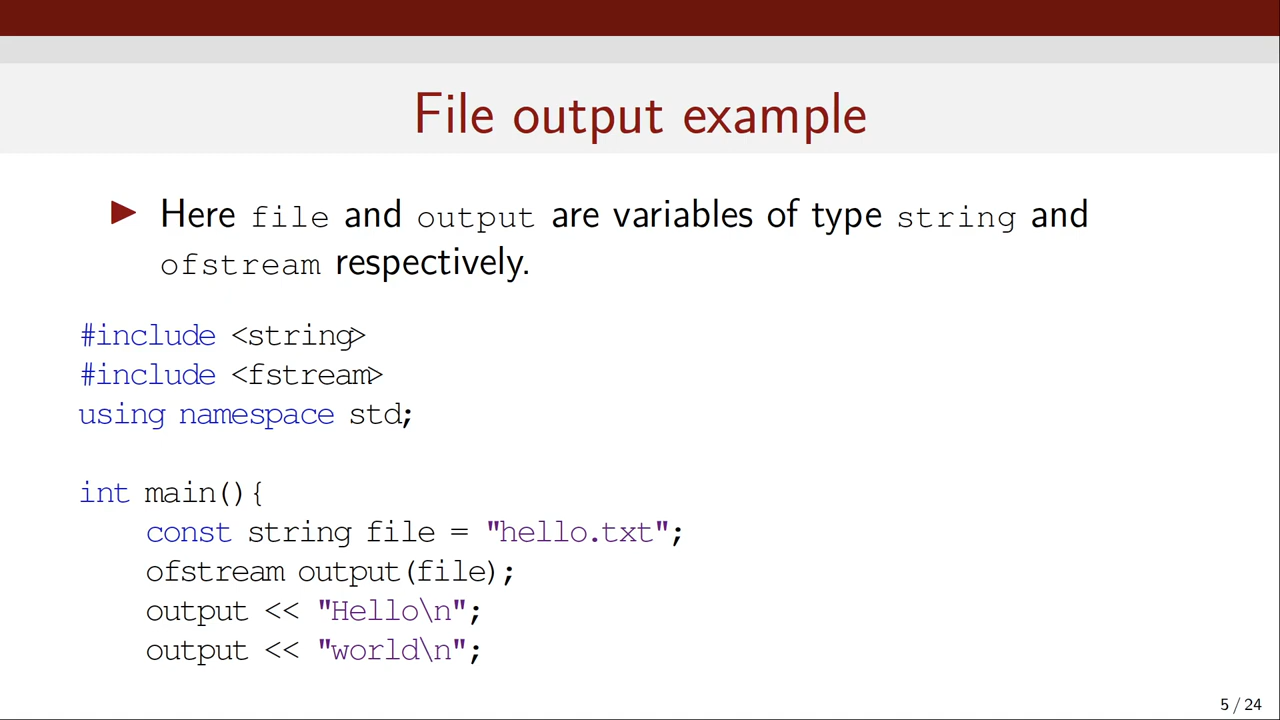 File output example
Here file and output are variables of type string and
ofstream respectively.
#include <string>
#include <fstream>
using namespace std;
int main(){
const string file = "hello.txt";
ofstream output(file);
output << "Hello\n";
output << "world\n";
5 / 24